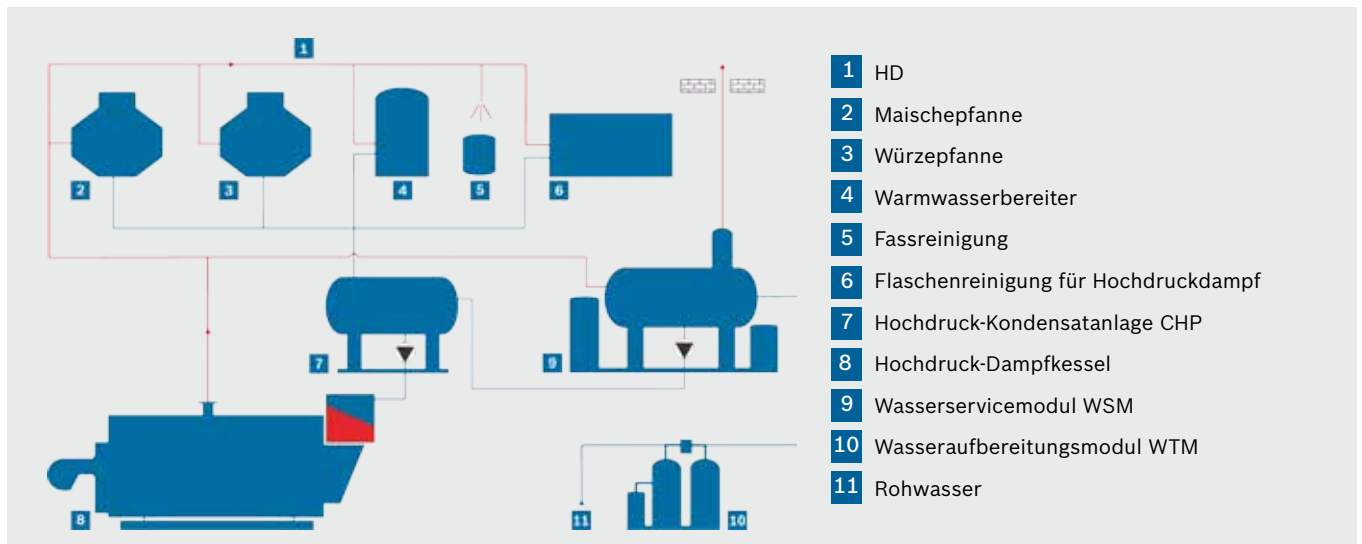 1
2
3
4
5
6
7
9
8
11
10
1 HD
2 Maischepfanne
3 Würzepfanne
4 Warmwasserbereiter
5 Fassreinigung
6 Flaschenreinigung für Hochdruckdampf
7 Hochdruck-Kondensatanlage CHP
8 Hochdruck-Dampfkessel
9 Wasserservicemodul WSM
10 Wasseraufbereitungsmodul WTM
11 Rohwasser